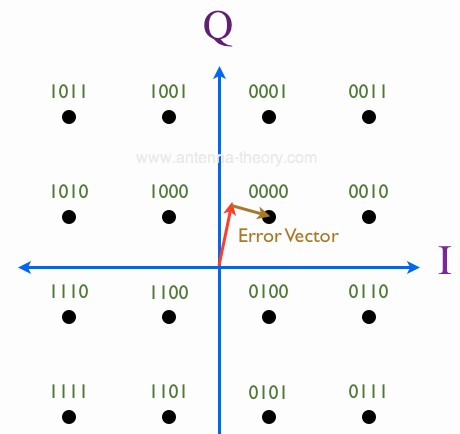 Q
1011 1001 0001 0011
www.antenna-theory.com
1010 1000 0000 0010
Error Vector
I
1110 1100 0100 0110
1111 1101 0101 0111